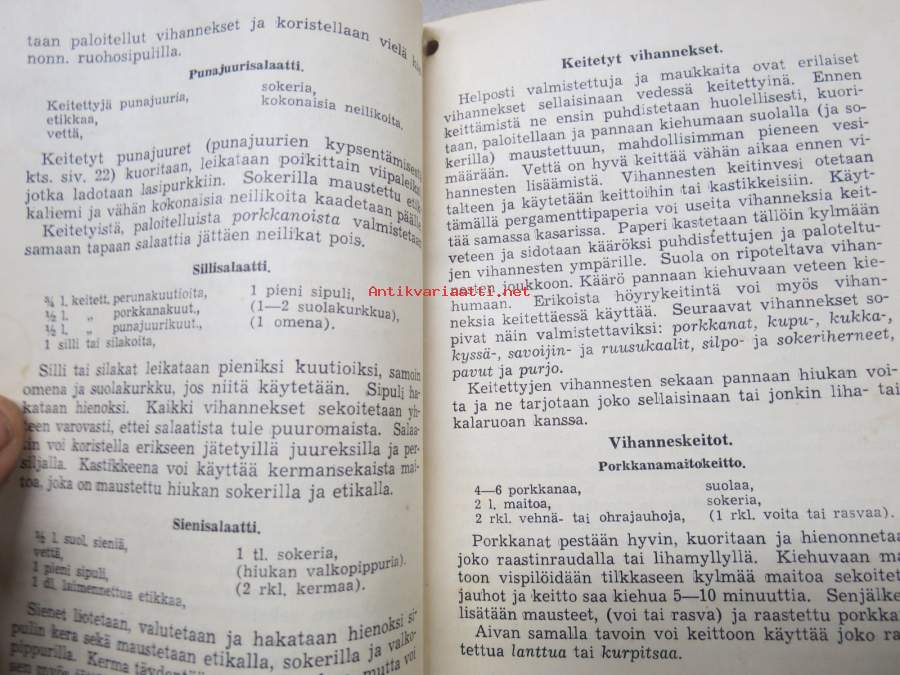 taan paloitellut vihannekset ja koristellaan vielä
nonn. ruohosipulilla.
Punajuurisalaatti.
Keitettyjä punajuuria,
etikkaa,
vettä,
sokeria,
kokonaisia neilikoita.
Keitetyt punajuuret (punajuurien kypsentämisestä
kts. siv. 22) kuoritaan, leikataan poikittain viipaleiksi
jotka ladotaan lasipurkkiin. Sokerilla maustettu etik-
kaliemi ja vähän kokonaisia neilikoita kaadetaan päälle
Keitetyistä, paloitelluista porkkanoista valmistetaan
samaan tapaan salaattia jättäen neilikat pois.
Sillisalaatti.
¾ l. keitett. perunakuutioita,
½ l. „ porkkanakuut.,
½ l. „ punajuurikuut.,
1 silli tai silakoita,
1 pieni sipuli,
(1—2 suolakurkkua),
(1 omena).
Silli tai silakat leikataan pieniksi kuutioiksi, samoin
omena ja suolakurkku, jos niitä käytetään. Sipuli ha-
kataan hienoksi. Kaikki vihannekset sekoitetaan yh-
teen varovasti, ettei salaatista tule puuromaista. Salaa-
tin voi koristella erikseen jätetyillä juureksilla ja per-
siljalla. Kastikkeena voi käyttää kermansekaista mai-
toa, joka on maustettu hiukan sokerilla ja etikalla.
Sienisalaatti.
½ l. suol. sieniä,
vettä,
1 pieni sipuli,
1 dl. laimennettua etikkaa,
1 tl. sokeria,
(hiukan valkopippuria).
(2 rkl. kermaa).
Sienet liotetaan, valutetaan ja hakataan hienoksi si-
pulin kera sekä maustetaan etikalla, sokerilla ja valko-
pippurilla. Kerma mutta voi
Keitetyt vihannekset.
Helposti valmistettuja ja maukkaita ovat erilaiset
vihannekset sellaisinaan vedessä keitettyinä. Ennen
keittämistä ne ensin puhdistetaan huolellisesti, kuori-
taan, paloitellaan ja pannaan kiehumaan suolalla (ja so-
kerilla) maustettuun, mahdollisimman pieneen vesi-
määrään. Vettä on hyvä keittää vähän aikaa ennen vi-
hannesten lisäämistä. Vihannesten keitinvesi otetaan
talteen ja käytetään keittoihin tai kastikkeisiin. Käyt-
tämällä pergamenttipaperia voi useita vihanneksia keit-
tää samassa kasarissa. Paperi kastetaan tällöin kylmään
veteen ja sidotaan kääröksi puhdistettujen ja paloteltu-
jen vihannesten ympärille. Suola on ripoteltava vihan-
nesten joukkoon. Käärö pannaan kiehuvaan veteen kie-
humaan. Erikoista höyrykeitintä voi myös vihan-
neksia keitettäessä käyttää. Seuraavat vihannekset so-
pivat näin valmistettaviksi: porkkanat, kupu-, kukka-,
kyssä-, savoijin- ja ruusukaalit, silpo- ja sokeriherneet,
pavut ja purjo.
Keitettyjen vihannesten sekaan pannaan hiukan voi-
ta ja ne tarjotaan joko sellaisinaan tai jonkin liha- tai
kalaruoan kanssa.
Vihanneskeitot.
Porkkanamaitokeitto.
4—6 porkkanaa,
2 l. maitoa,
2 rkl. vehnä- tai ohrajauhoja,
suolaa,
sokeria,
(1 rkl. voita tai rasvaa).
Porkkanat pestään hyvin, kuoritaan ja hienonnetaan
joko raastinraudalla tai lihamyllyllä. Kiehuvaan mai-
toon vispilöidään tilkkaseen kylmää maitoa sekoitet
jauhot ja keitto saa kiehua 5—10 minuuttia. Senjälkee
lisätään mausteet, (voi tai rasva) ja raastettu porkka
Aivan samalla tavoin voi keittoon käyttää joko raas
tettua lanttua tai kurpitsaa.
Antikvariaatti.net